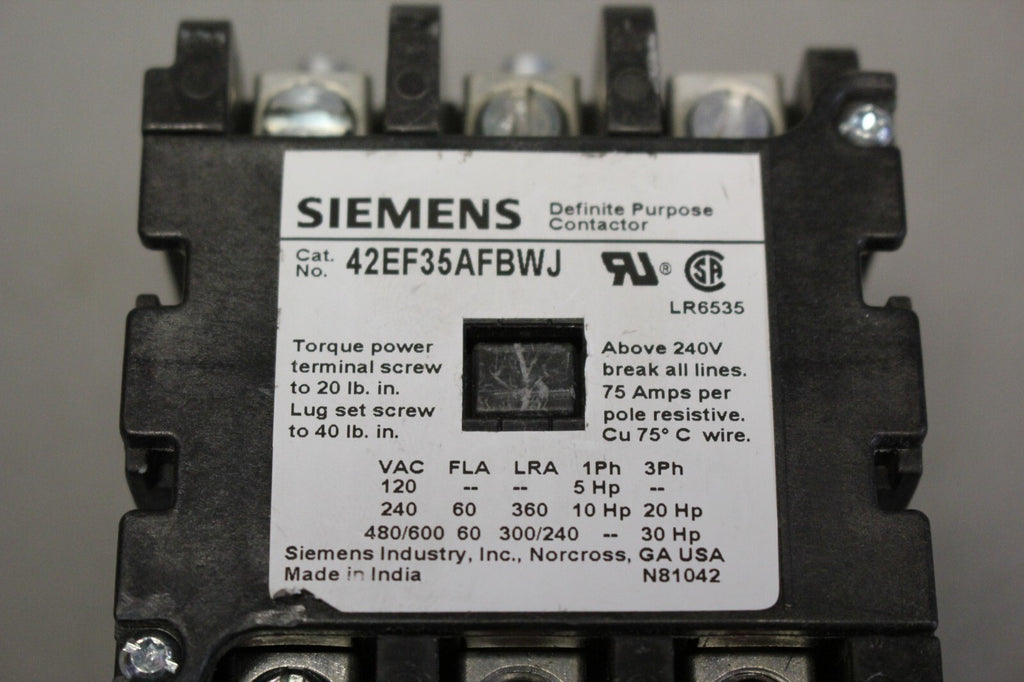 SIEMENS Definite Purpose
Contactor
Cat.
No. 42EF35AFBWJ
LR6535
Torque power
terminal screw
to 20 lb. in.
Lug set screw
to 40 lb. in.
Above 240V
break all lines.
75 Amps per
pole resistive.
Cu 75° C wire.
VAC FLA LRA 1Ph 3Ph
120 -- -- 5 Hp --
240 60 360 10 Hp 20 Hp
480/600 60 300/240 -- 30 Hp
Siemens Industry, Inc., Norcross, GA USA
Made in India N81042